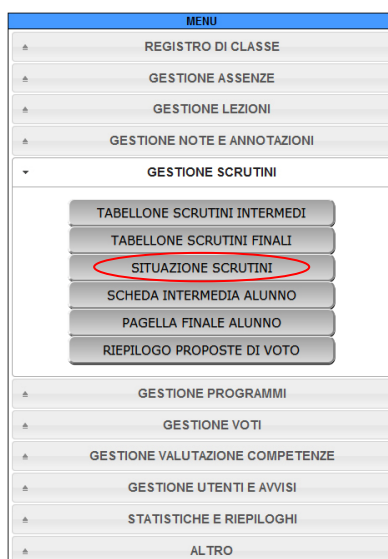 MENU
REGISTRO DI CLASSE
GESTIONE ASSENZE
GESTIONE LEZIONI
GESTIONE NOTE E ANNOTAZIONI
GESTIONE SCRUTINI
TABELLONE SCRUTINI INTERMEDI
TABELLONE SCRUTINI FINALI
SITUAZIONE SCRUTINI
SCHEDA INTERMEDIA ALUNNO
PAGELLA FINALE ALUNNO
RIEPILOGO PROPOSTE DI VOTO
GESTIONE PROGRAMMI
GESTIONE VOTI
GESTIONE VALUTAZIONE COMPETENZE
GESTIONE UTENTI E AVVISI
STATISTICHE E RIEPILOGHI
ALTRO